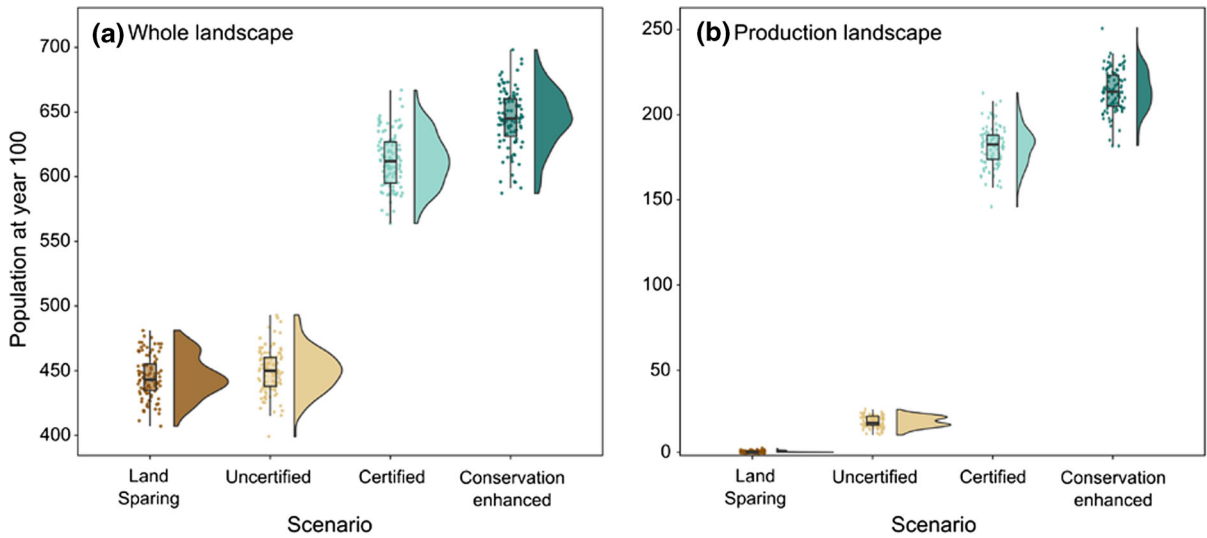 (a) Whole landscape
Population at year 100
700
650
600
550
500
450
400
Land
Sparing
Uncertified
Certified
Conservation
enhanced
Scenario
(b) Production landscape
250
200
150
100
50
0
Land
Sparing
Uncertified
Certified
Conservation
enhanced
Scenario